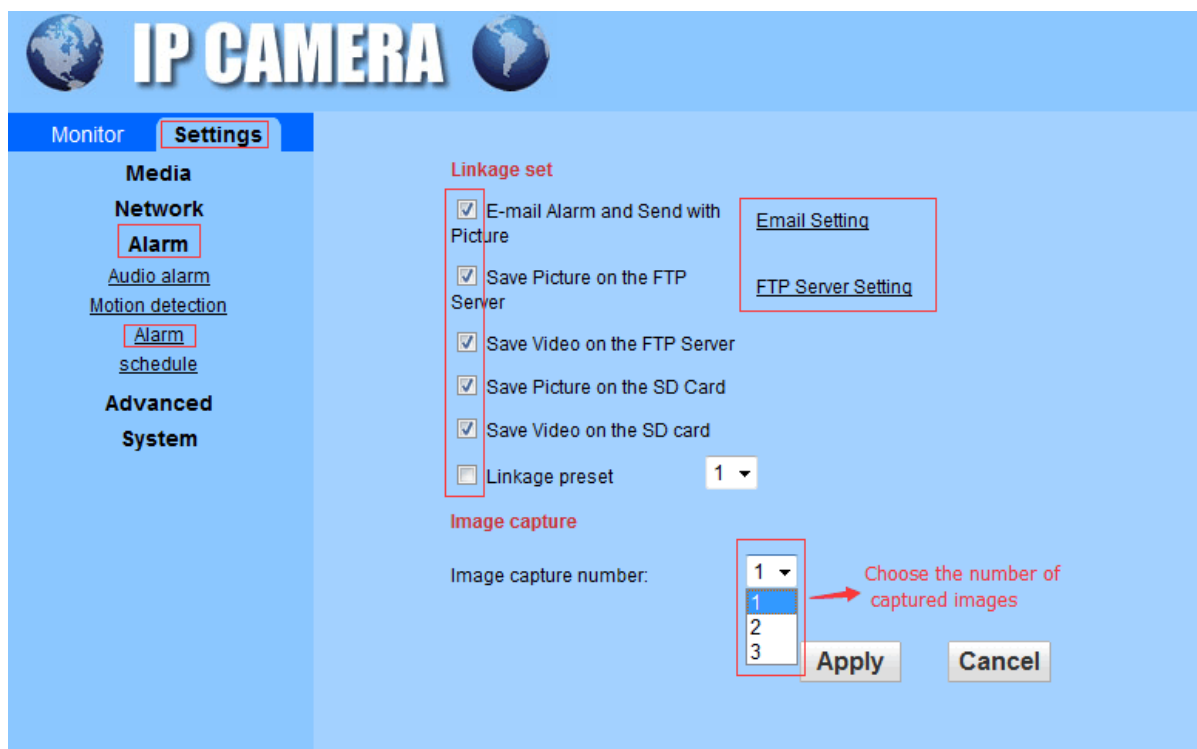 IP CAMERA
Monitor
Settings
Media
Network
Alarm
Audio alarm
Motion detection
Alarm
schedule
Advanced
System
Linkage set
E-mail Alarm and Send with
Picture
Email Setting
Save Picture on the FTP
Server
FTP Server Setting
Save Video on the FTP Server
Save Picture on the SD Card
Save Video on the SD card
Linkage preset
1
Image capture
Image capture number:
1
1
2
3
Choose the number of
captured images
Apply
Cancel